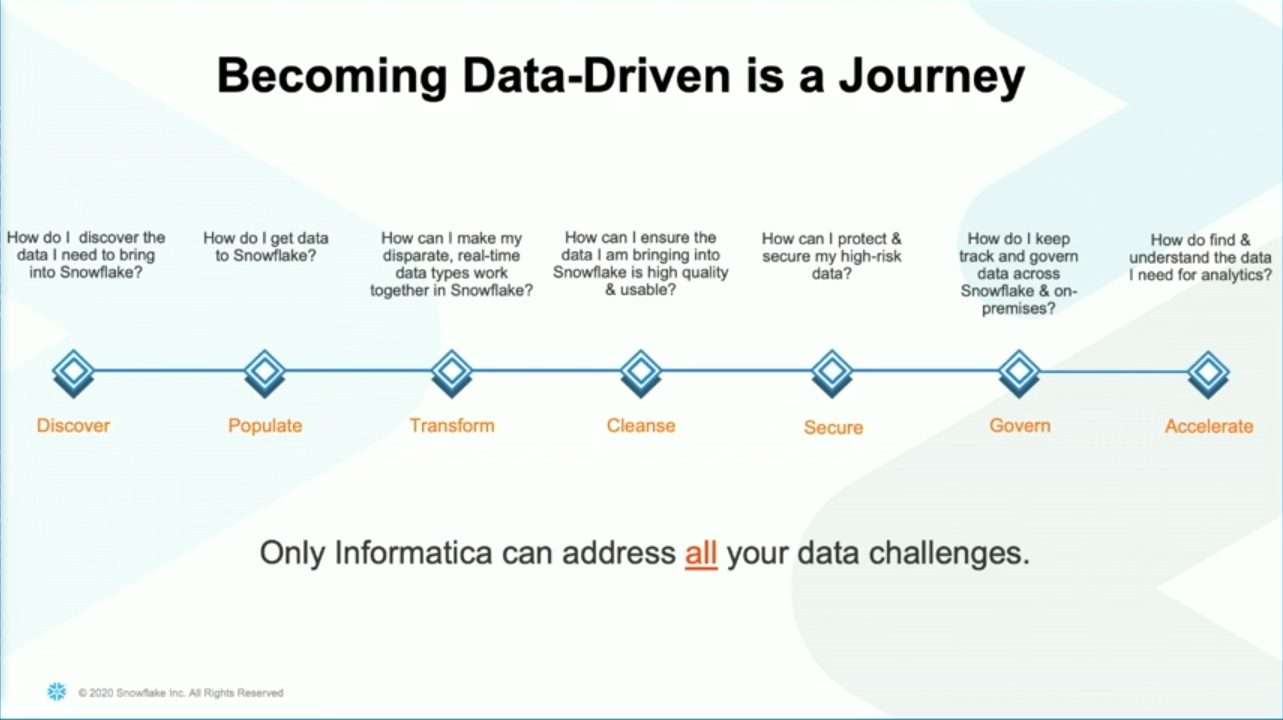 Becoming Data-Driven is a Journey
How do I discover the
data I need to bring
into Snowflake?
How do I get data
to Snowflake?
How can I make my
disparate, real-time
data types work
together in Snowflake?
How can I ensure the
data I am bringing into
Snowflake is high quality
& usable?
How can I protect &
secure my high-risk
data?
How do I keep
track and govern
data across
Snowflake & on-
premises?
How do find &
understand the data
I need for analytics?
Discover
Populate
Transform
Cleanse
Secure
Govern
Accelerate
Only Informatica can address all your data challenges.
© 2020 Snowflake Inc. All Rights Reserved